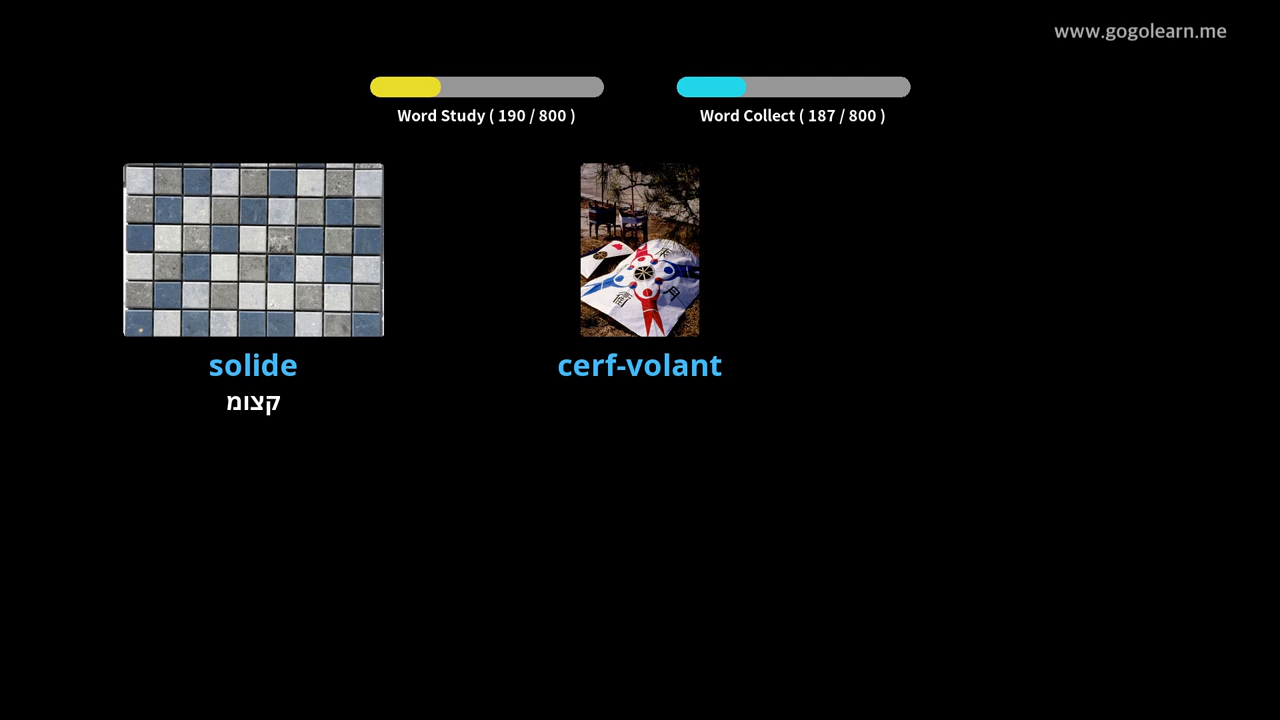 www.gogolearn.me
Word Study ( 190 / 800 )
Word Collect ( 187 / 800 )
solide
קצומ
cerf-volant